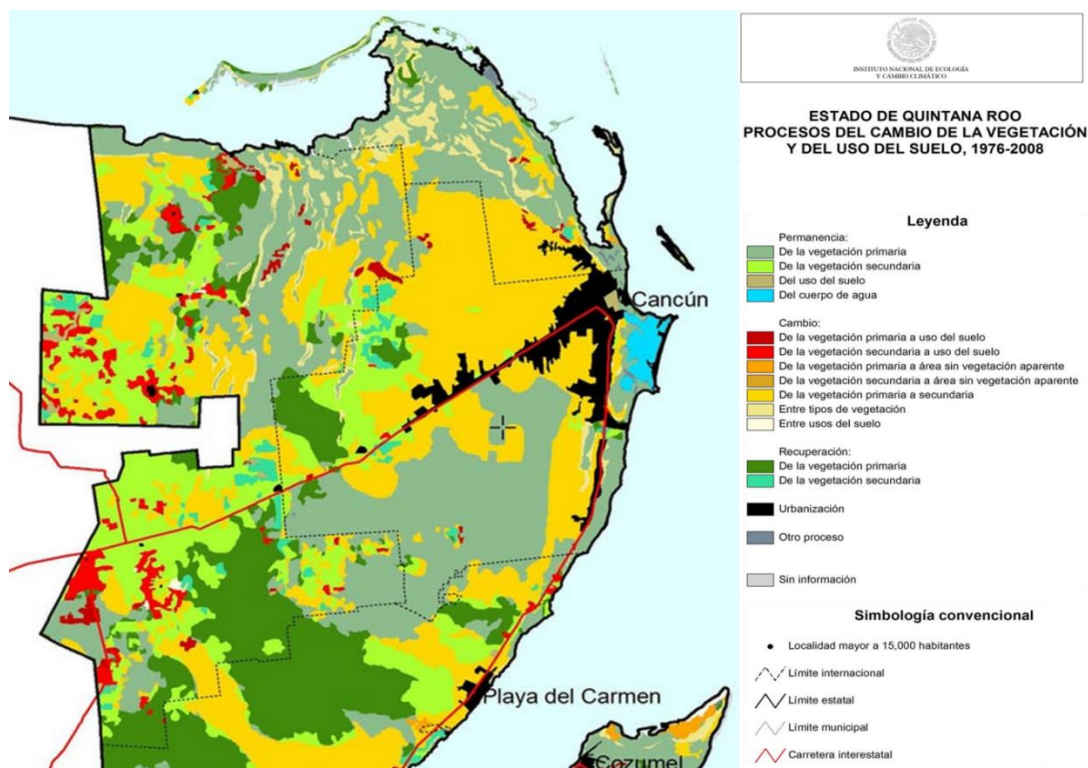 Cancún
Playa del Carmen
Cozumel
INSTITUTO NACIONAL DE ECOLOGÍA
Y CAMBIO CLIMÁTICO
ESTADO DE QUINTANA ROO
PROCESOS DEL CAMBIO DE LA VEGETACIÓN
Y DEL USO DEL SUELO, 1976-2008
Leyenda
Permanencia:
De la vegetación primaria
De la vegetación secundaria
Del uso del suelo
Del cuerpo de agua
Cambio:
De la vegetación primaria a uso del suelo
De la vegetación secundaria a uso del suelo
De la vegetación primaria a área sin vegetación aparente
De la vegetación secundaria a área sin vegetación aparente
De la vegetación primaria a secundaria
Entre tipos de vegetación
Entre usos del suelo
Recuperación:
De la vegetación primaria
De la vegetación secundaria
Urbanización
Otro proceso
Sin información
Simbología convencional
Localidad mayor a 15,000 habitantes
Límite internacional
Límite estatal
Límite municipal
Carretera interestatal